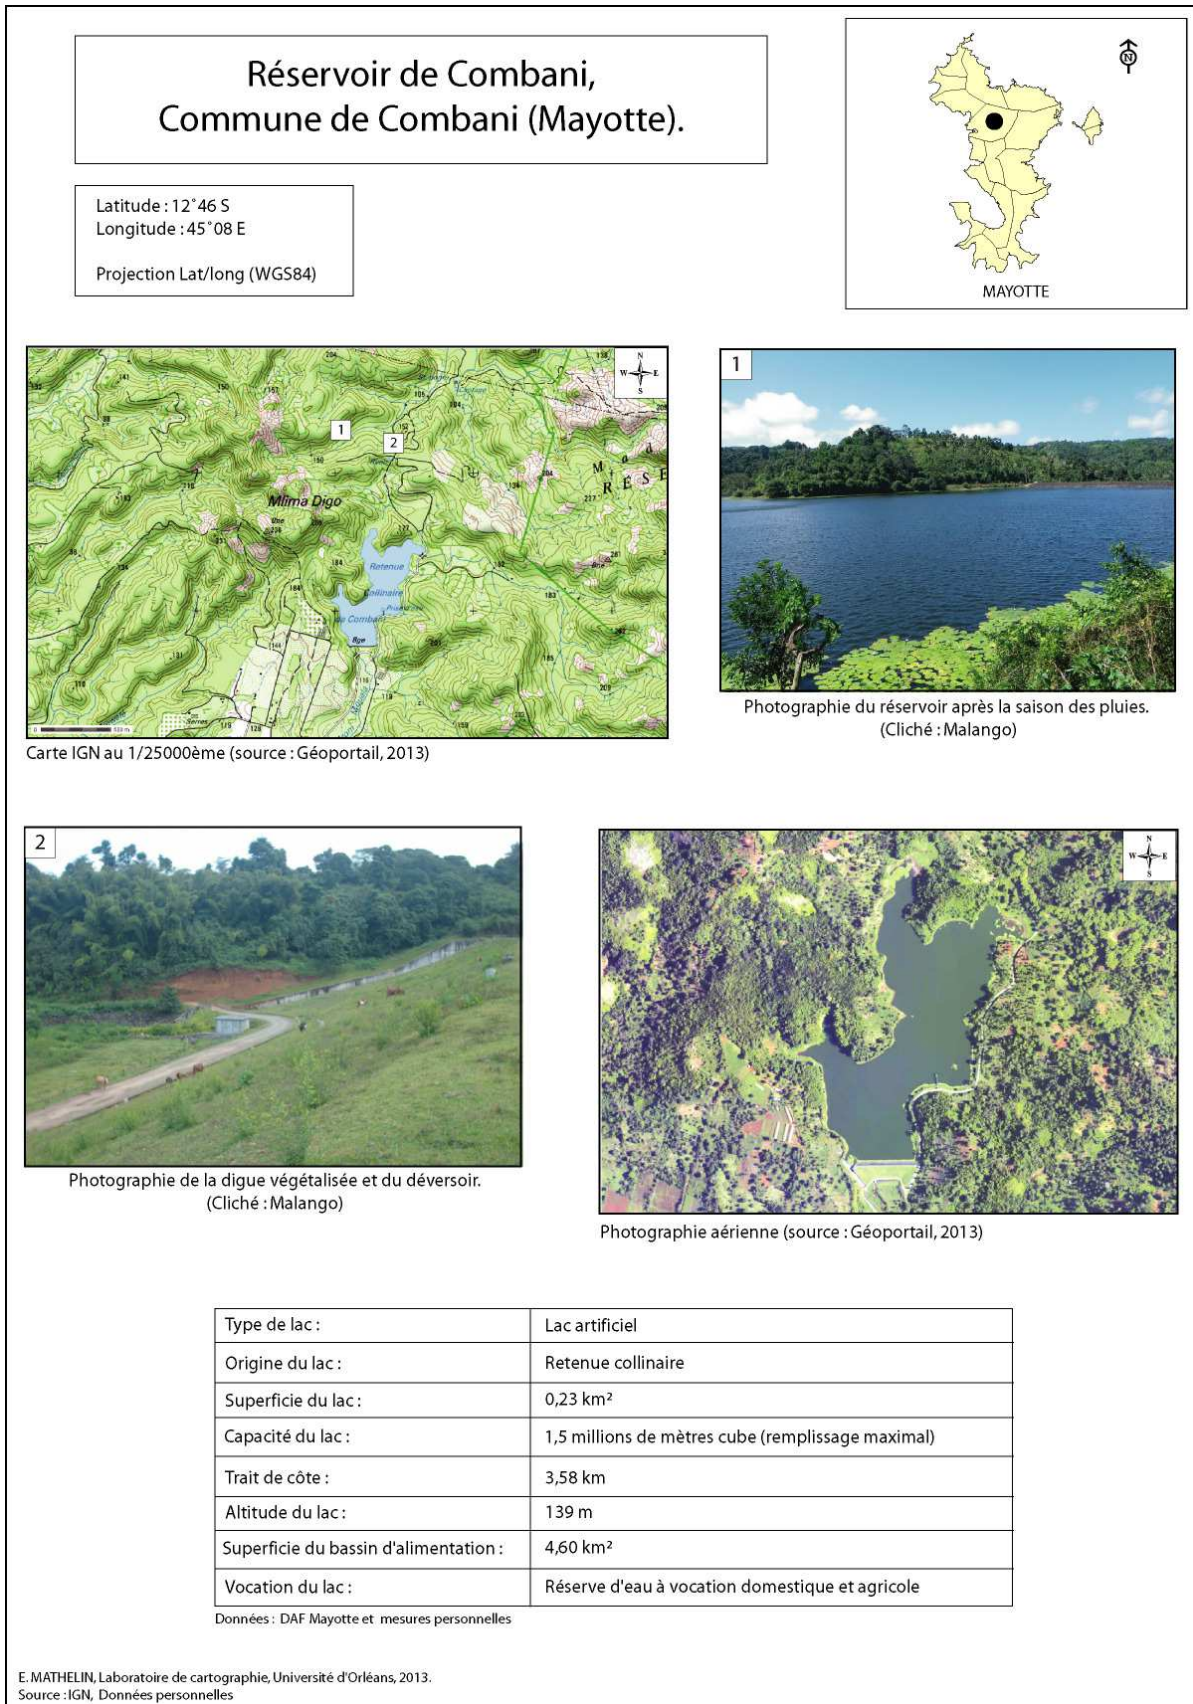 Réservoir de Combani,
Commune de Combani (Mayotte).
N
MAYOTTE
Latitude : 12°46 S
Longitude : 45°08 E
Projection Lat/long (WGS84)
N
W E
S
1
2
Mlima Digo
Retenue
Collinaire
de Combani
Bge
RÉSE
Serres
Carte IGN au 1/25000ème (source : Géoportail, 2013)
1
Photographie du réservoir après la saison des pluies.
(Cliché : Malango)
2
Photographie de la digue végétalisée et du déversoir.
(Cliché : Malango)
N
W E
S
Photographie aérienne (source : Géoportail, 2013)
Type de lac : Lac artificiel
Origine du lac : Retenue collinaire
Superficie du lac : 0,23 km²
Capacité du lac : 1,5 millions de mètres cube (remplissage maximal)
Trait de côte : 3,58 km
Altitude du lac : 139 m
Superficie du bassin d'alimentation : 4,60 km²
Vocation du lac : Réserve d'eau à vocation domestique et agricole
Données : DAF Mayotte et mesures personnelles
E. MATHELIN, Laboratoire de cartographie, Université d'Orléans, 2013.
Source : IGN, Données personnelles